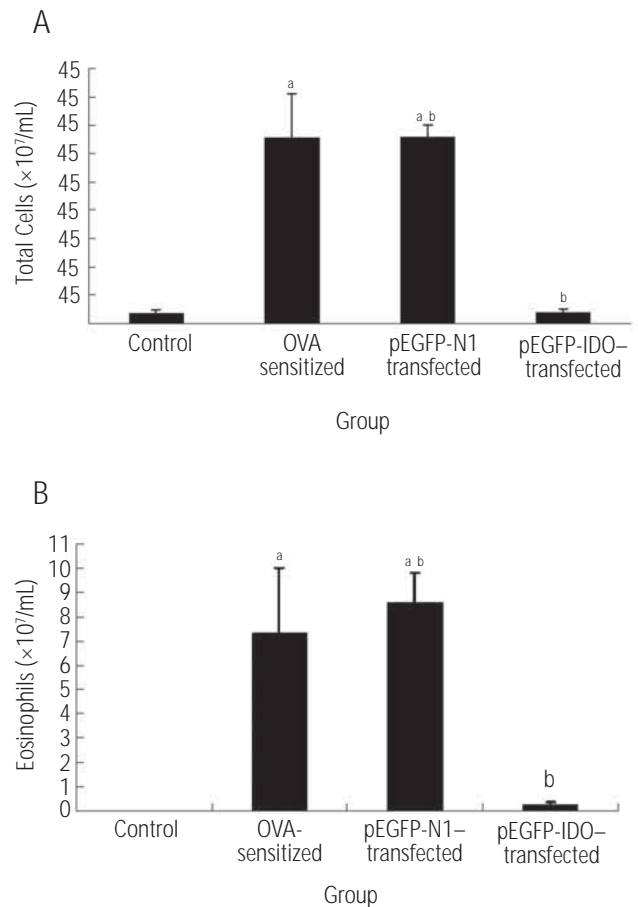 A
Total Cells (×10⁷/mL)
45
45
45
45
45
45
45
45
45
a
a b
b
Control
OVA
sensitized
pEGFP-N1
transfected
pEGFP-IDO–
transfected
Group
B
Eosinophils (×10⁷/mL)
11
10
9
8
7
6
5
4
3
2
1
0
a
a b
b
Control
OVA-
sensitized
pEGFP-N1–
transfected
pEGFP-IDO–
transfected
Group